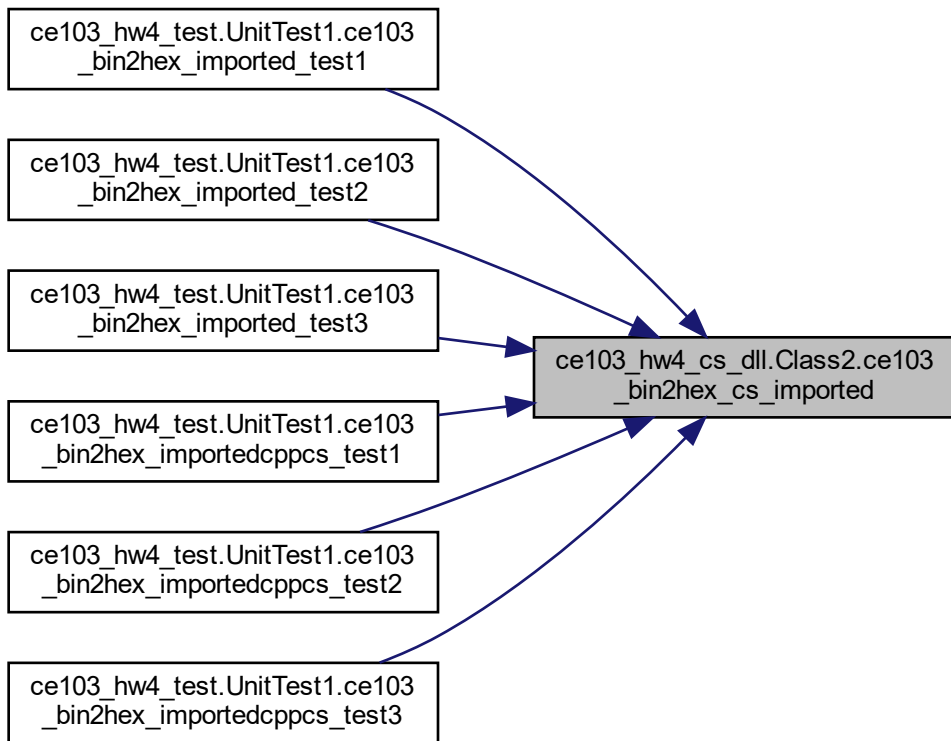 ce103_hw4_test.UnitTest1.ce103
_bin2hex_imported_test1
ce103_hw4_test.UnitTest1.ce103
_bin2hex_imported_test2
ce103_hw4_test.UnitTest1.ce103
_bin2hex_imported_test3
ce103_hw4_cs_dll.Class2.ce103
_bin2hex_cs_imported
ce103_hw4_test.UnitTest1.ce103
_bin2hex_importedcppcs_test1
ce103_hw4_test.UnitTest1.ce103
_bin2hex_importedcppcs_test2
ce103_hw4_test.UnitTest1.ce103
_bin2hex_importedcppcs_test3